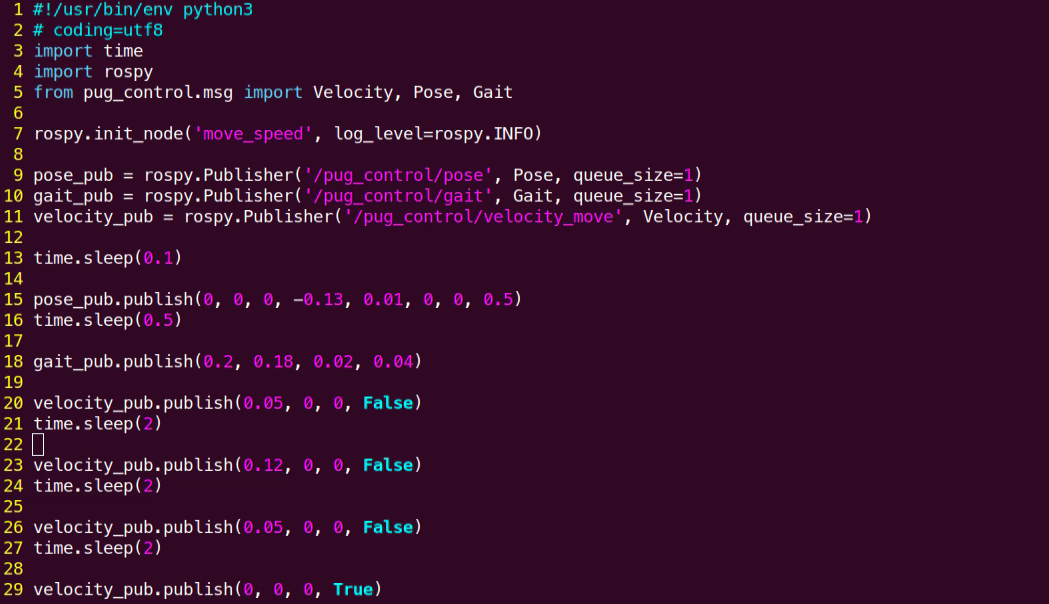 1 #!/usr/bin/env python3
2 # coding=utf8
3 import time
4 import rospy
5 from pug_control.msg import Velocity, Pose, Gait
6
7 rospy.init_node('move_speed', log_level=rospy.INFO)
8
9 pose_pub = rospy.Publisher('/pug_control/pose', Pose, queue_size=1)
10 gait_pub = rospy.Publisher('/pug_control/gait', Gait, queue_size=1)
11 velocity_pub = rospy.Publisher('/pug_control/velocity_move', Velocity, queue_size=1)
12
13 time.sleep(0.1)
14
15 pose_pub.publish(0, 0, 0, -0.13, 0.01, 0, 0, 0.5)
16 time.sleep(0.5)
17
18 gait_pub.publish(0.2, 0.18, 0.02, 0.04)
19
20 velocity_pub.publish(0.05, 0, 0, False)
21 time.sleep(2)
22
23 velocity_pub.publish(0.12, 0, 0, False)
24 time.sleep(2)
25
26 velocity_pub.publish(0.05, 0, 0, False)
27 time.sleep(2)
28
29 velocity_pub.publish(0, 0, 0, True)